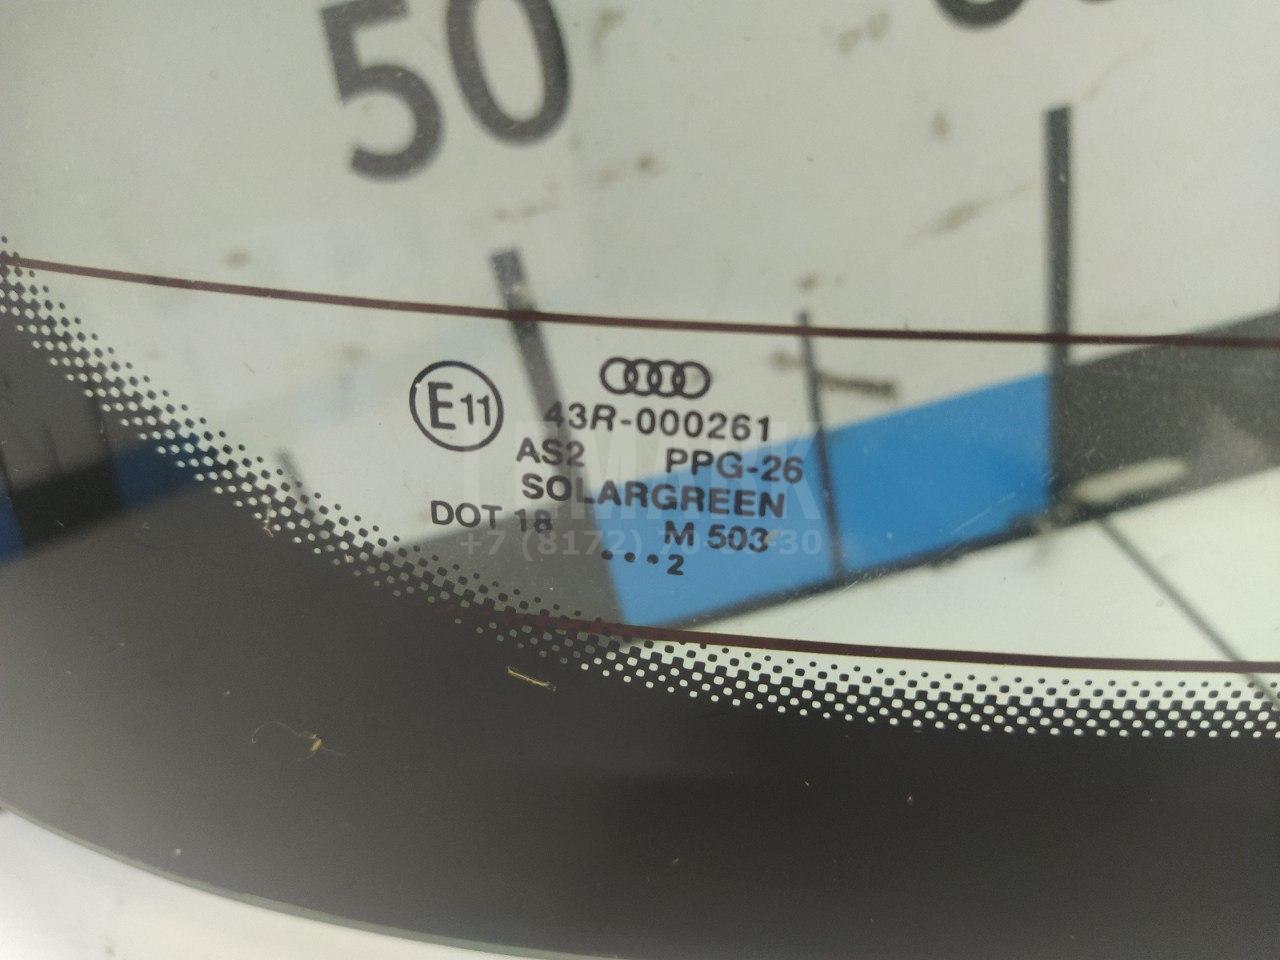 50
E11
43R-000261
AS2 PPG-26
SOLARGREEN
DOT 18 M 503
•••2